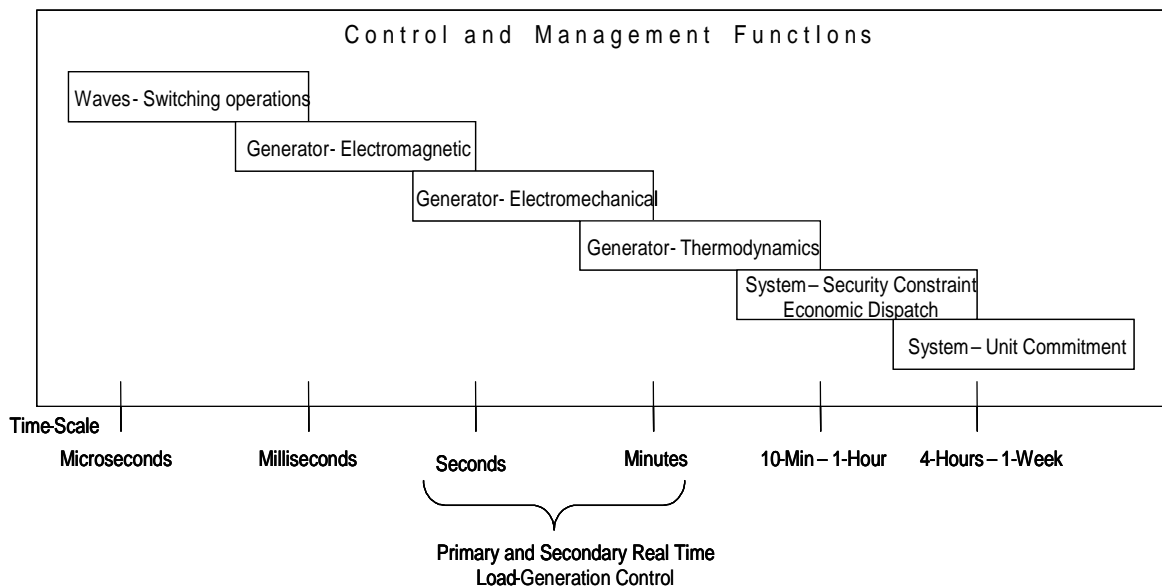 Control and Management FunctIons
Waves- Switching operations
Generator- Electromagnetic
Generator- Electromechanical
Generator- Thermodynamics
System – Security Constraint
Economic Dispatch
System – Unit Commitment
Time-Scale
Microseconds
Milliseconds
Seconds
Minutes
10-Min – 1-Hour
4-Hours – 1-Week
Primary and Secondary Real Time
Load-Generation Control